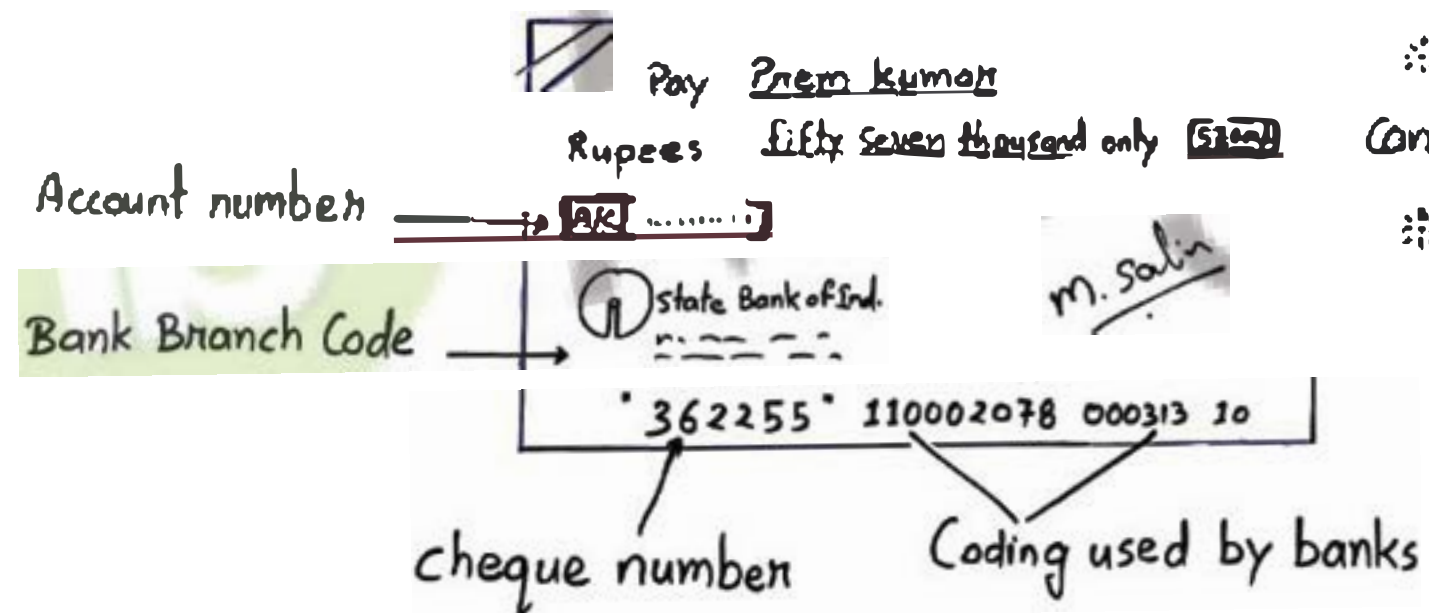 Pay Prem kumar
Rupees fifty seven thousand only
Account number
AK
State Bank of Ind.
m. Salin
Bank Branch Code
362255 110002078 000313 10
cheque number
Coding used by banks